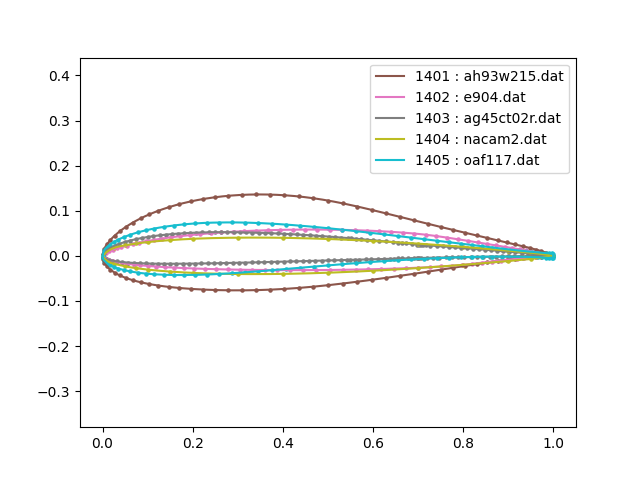 1401 : ah93w215.dat
1402 : e904.dat
1403 : ag45ct02r.dat
1404 : nacam2.dat
1405 : oaf117.dat
0.4
0.3
0.2
0.1
0.0
−0.1
−0.2
−0.3
0.0 0.2 0.4 0.6 0.8 1.0